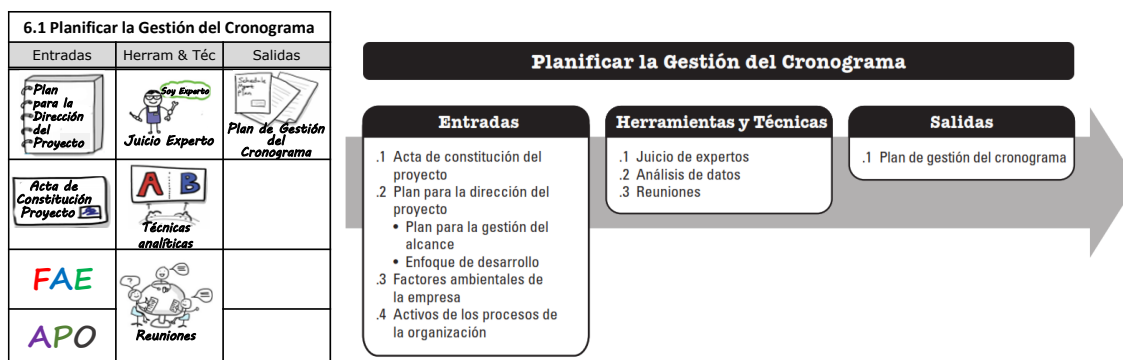 6.1 Planificar la Gestión del Cronograma
Entradas
Herram & Téc
Salidas
Plan
para la
Dirección
del
Proyecto
Soy Experto
Juicio Experto
Schedule
Mgmt
Plan
Plan de Gestión
del
Cronograma
Acta de
Constitución
Proyecto
A B
Técnicas
analíticas
FAE
APO
?
Reuniones
Planificar la Gestión del Cronograma
Entradas
.1 Acta de constitución del
proyecto
.2 Plan para la dirección del
proyecto
• Plan para la gestión del
alcance
• Enfoque de desarrollo
.3 Factores ambientales de
la empresa
.4 Activos de los procesos de
la organización
Herramientas y Técnicas
.1 Juicio de expertos
.2 Análisis de datos
.3 Reuniones
Salidas
.1 Plan de gestión del cronograma